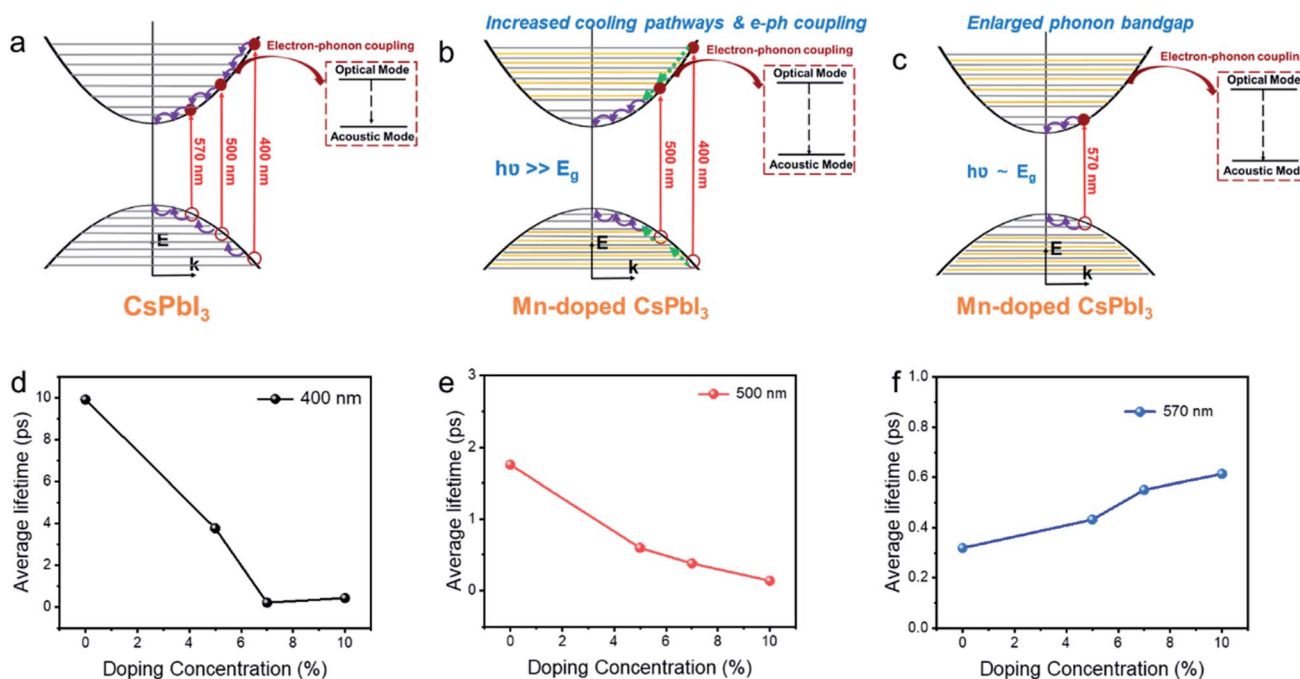 a
Electron-phonon coupling
Optical Mode
Acoustic Mode
570 nm
500 nm
400 nm
E
k
CsPbI₃
Increased cooling pathways & e-ph coupling
b
Electron-phonon coupling
Optical Mode
Acoustic Mode
hυ >> Eg
500 nm
400 nm
E
k
Mn-doped CsPbI₃
Enlarged phonon bandgap
c
Electron-phonon coupling
Optical Mode
Acoustic Mode
hυ ~ Eg
570 nm
E
k
Mn-doped CsPbI₃
d
400 nm
Average lifetime (ps)
10
8
6
4
2
0
0 2 4 6 8 10
Doping Concentration (%)
e
500 nm
Average lifetime (ps)
3
2
1
0
0 2 4 6 8 10
Doping Concentration (%)
f
570 nm
Average lifetime (ps)
1.0
0.8
0.6
0.4
0.2
0.0
0 2 4 6 8 10
Doping Concentration (%)